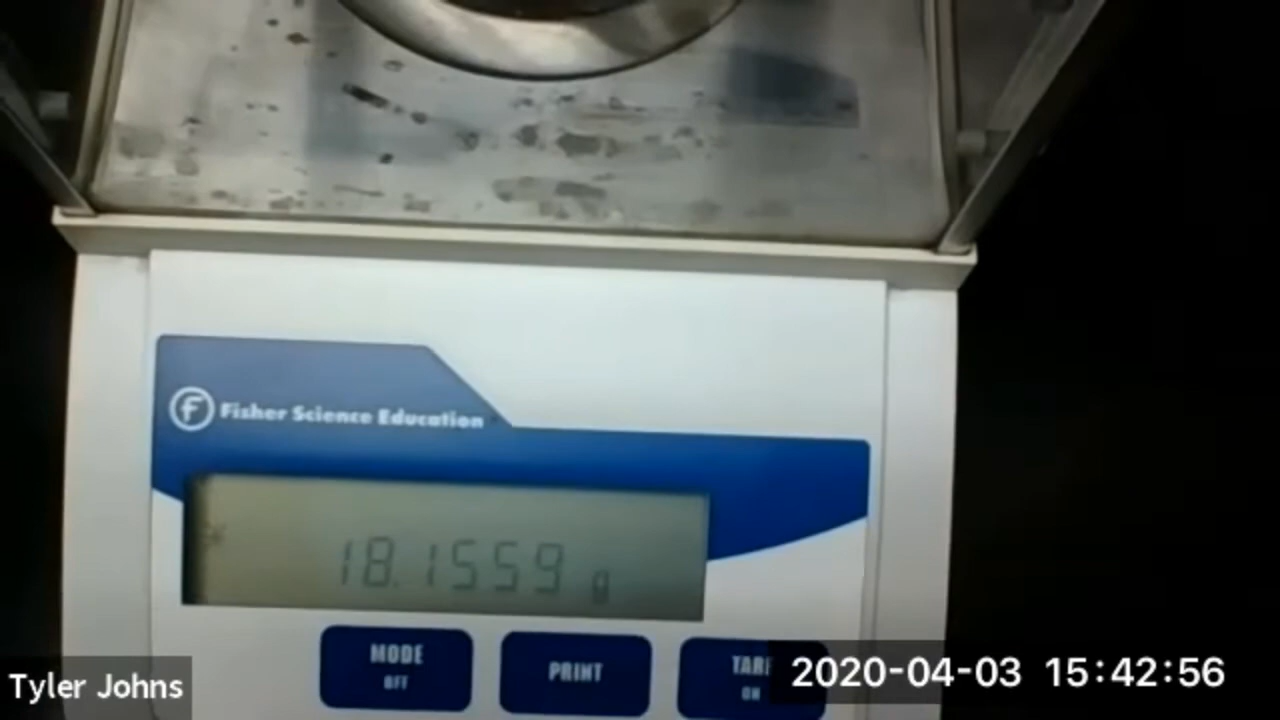 Fisher Science Education
18.1559 g
MODE
OFF
PRINT
TARE
ON
2020-04-03 15:42:56
Tyler Johns